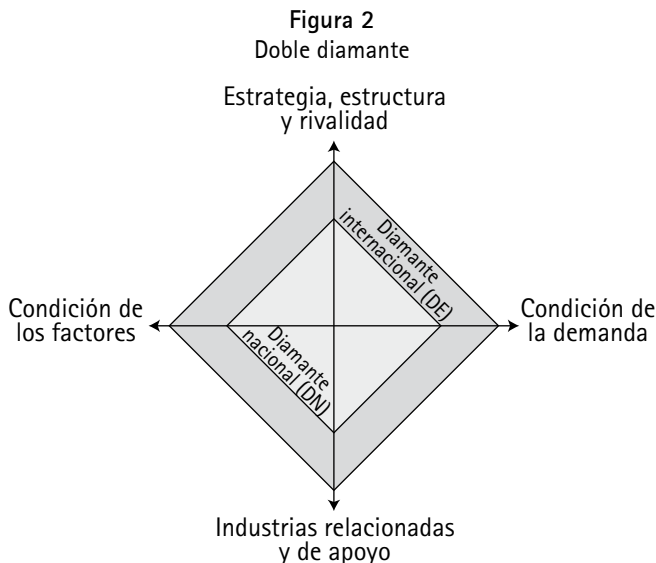 Figura 2
Doble diamante
Estrategia, estructura
y rivalidad
Diamante
internacional (DE)
Condición de
los factores
Condición de
la demanda
Diamante
nacional (DN)
Industrias relacionadas
y de apoyo